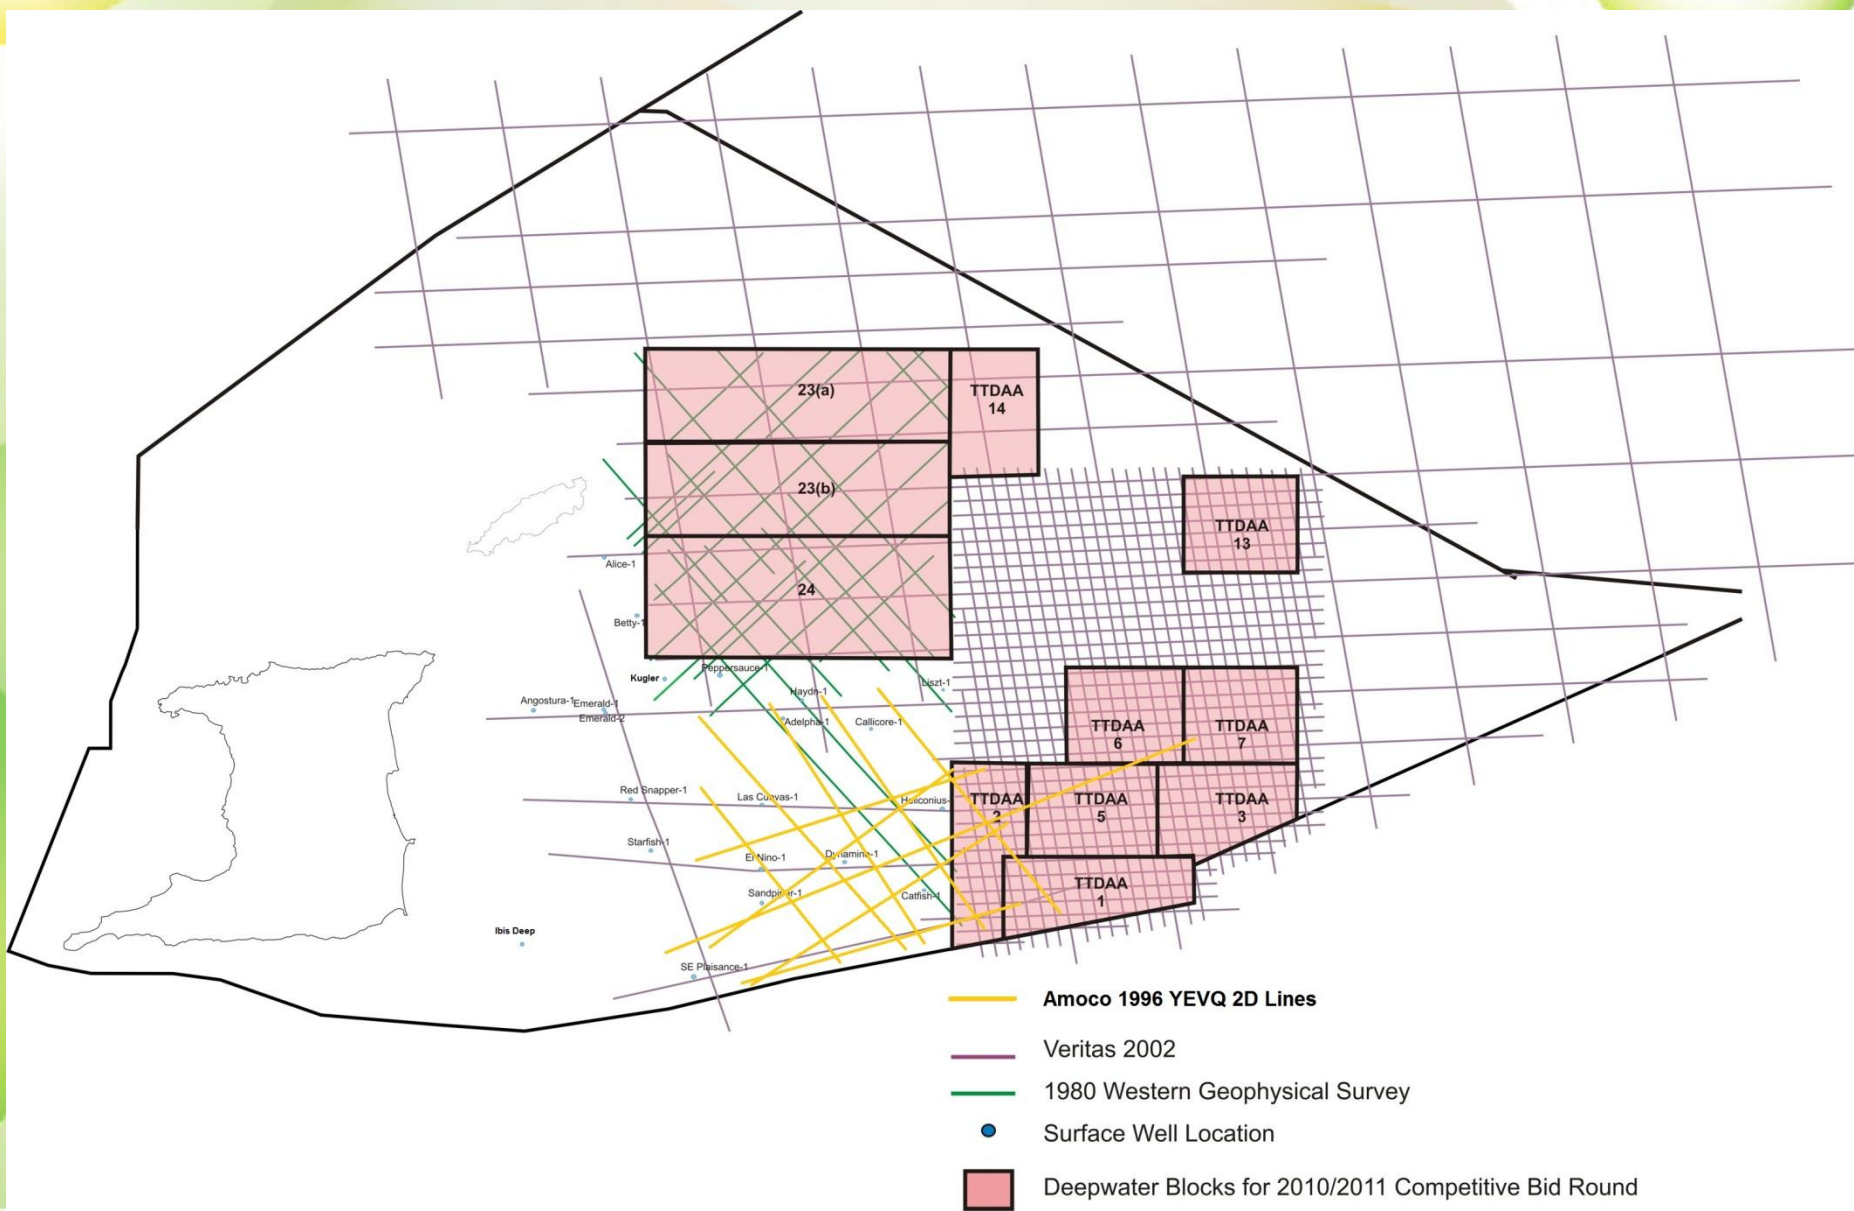 23(a)
TTDAA
14
23(b)
TTDAA
13
24
Alice-1
Betty-1
Peppersauce-1
Kugler
Haydn-1
Liszt-1
Angostura-1
Emerald-1
Emerald-2
Adelpha-1
Callicore-1
TTDAA
6
TTDAA
7
Red Snapper-1
Las Cuevas-1
Heliconius-
TTDAA
2
TTDAA
5
TTDAA
3
Starfish-1
El Nino-1
Dynamine-1
Sandpiper-1
Catfish-1
TTDAA
1
Ibis Deep
SE Plaisance-1
Amoco 1996 YEVQ 2D Lines
Veritas 2002
1980 Western Geophysical Survey
Surface Well Location
Deepwater Blocks for 2010/2011 Competitive Bid Round